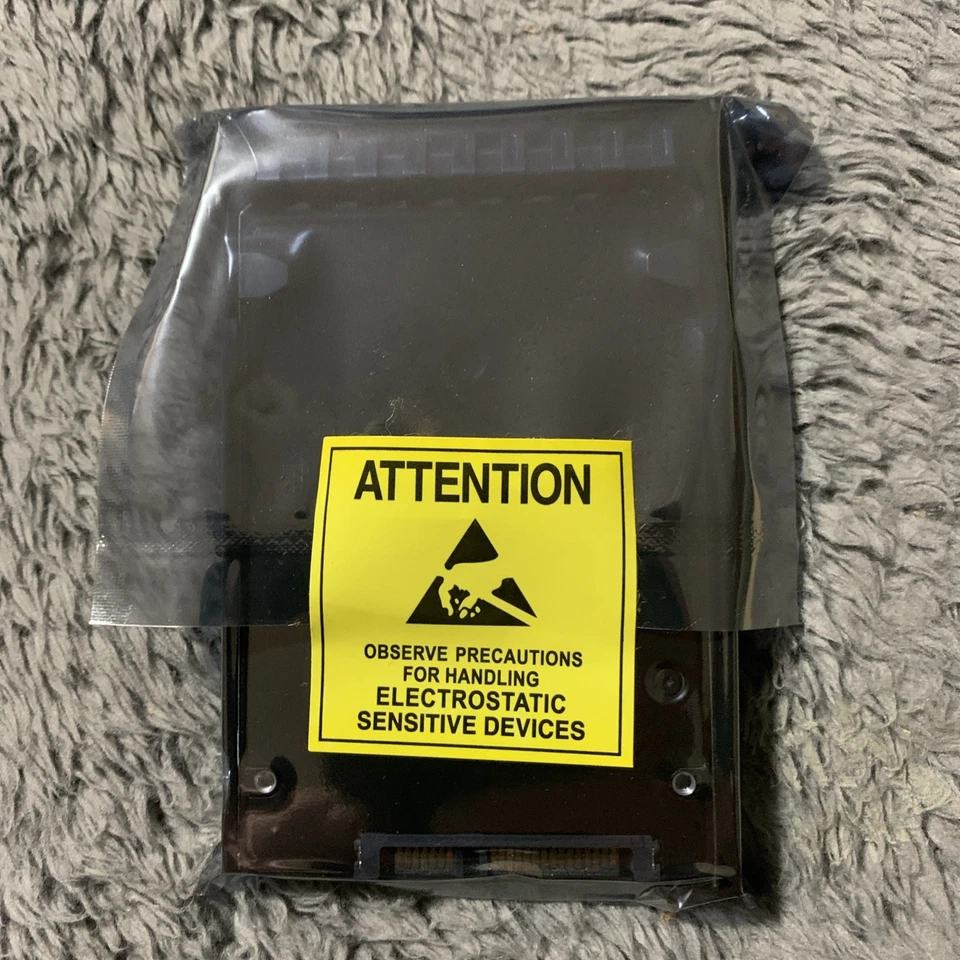 ATTENTION
OBSERVE PRECAUTIONS
FOR HANDLING
ELECTROSTATIC
SENSITIVE DEVICES